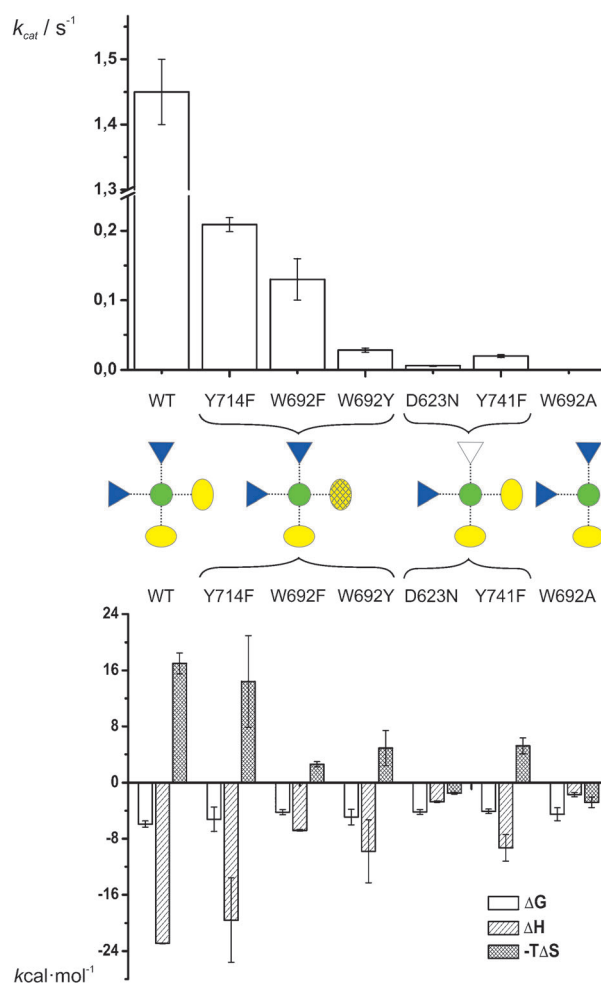 k_cat / s⁻¹
1,5
1,4
1,3
0,2
0,1
0,0
WT Y714F W692F W692Y D623N Y741F W692A
WT Y714F W692F W692Y D623N Y741F W692A
24
16
8
0
-8
-16
-24
ΔG
ΔH
-TΔS
kcal·mol⁻¹